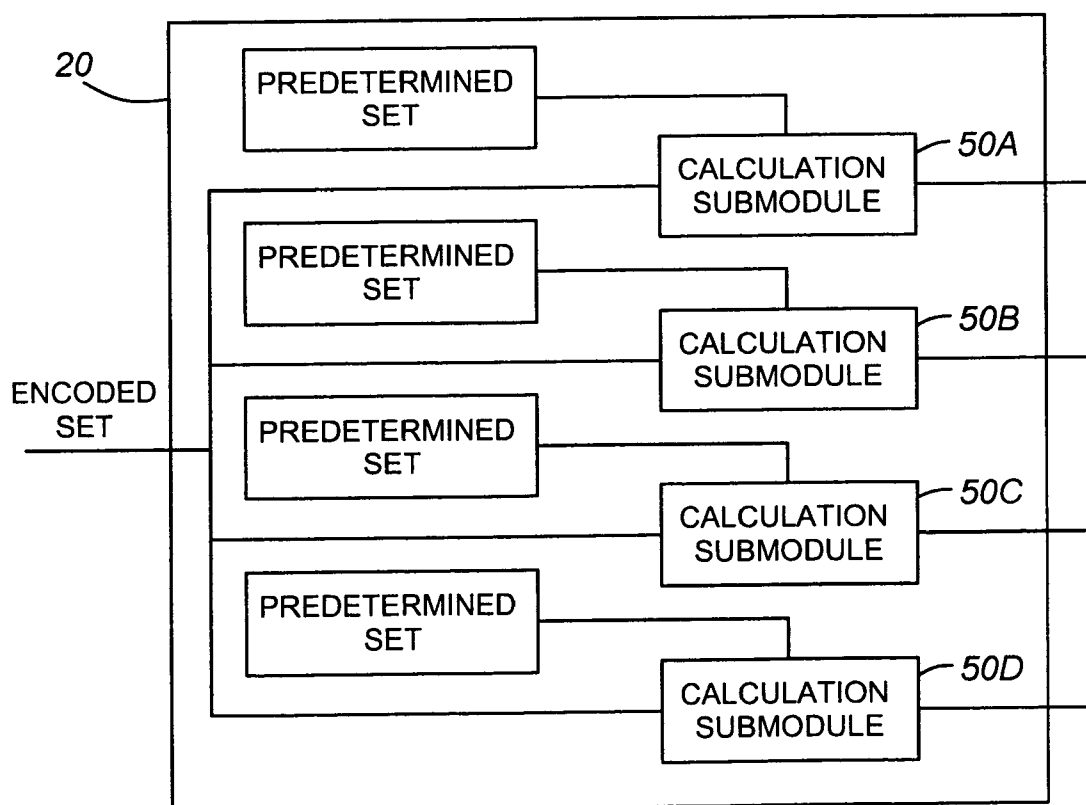 20
PREDETERMINED
SET
50A
CALCULATION
SUBMODULE
PREDETERMINED
SET
50B
CALCULATION
SUBMODULE
ENCODED
SET
PREDETERMINED
SET
50C
CALCULATION
SUBMODULE
PREDETERMINED
SET
50D
CALCULATION
SUBMODULE